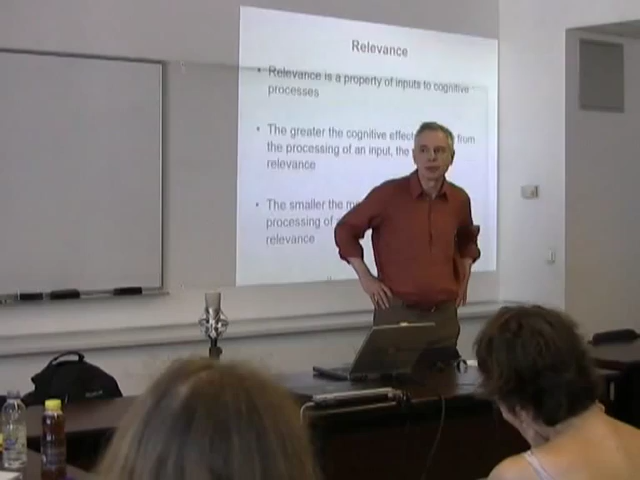 Relevance
• Relevance is a property of inputs to cognitive
processes
• The greater the cognitive effect from
the processing of an input, the
relevance
• The smaller the
processing of
relevance